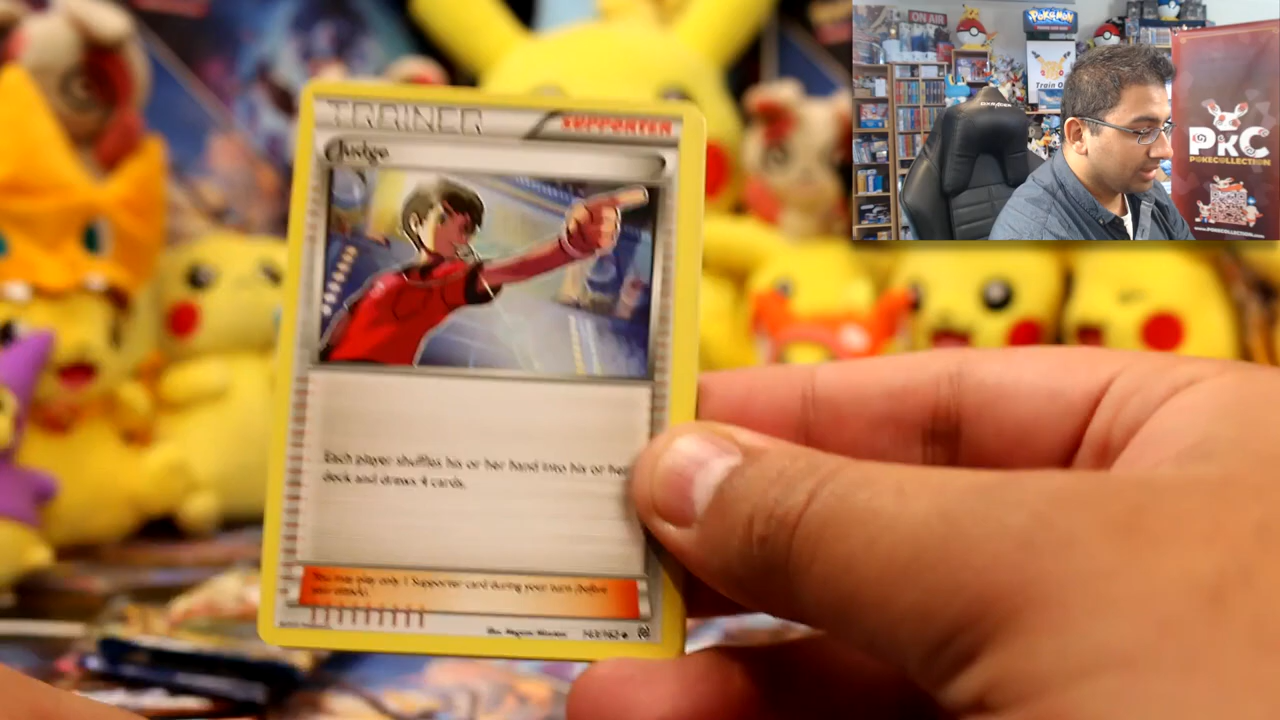 TRAINER
SUPPORTER
Judge
Each player shuffles his or her hand into his or her
deck and draws 4 cards.
You may play only 1 Supporter card during your turn (before
your attack).
ON AIR
Pokémon
PKC
POKECOLLECTION